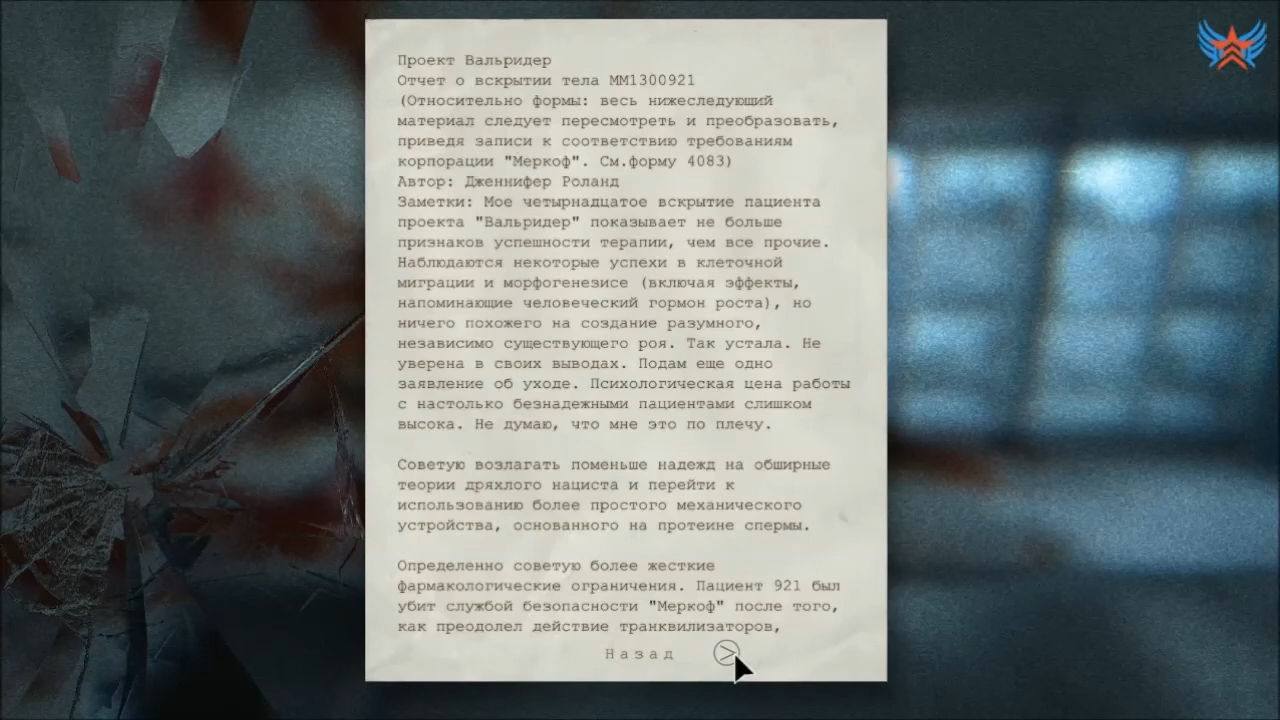 Проект Вальридер
Отчет о вскрытии тела ММ1300921
(Относительно формы: весь нижеследующий
материал следует пересмотреть и преобразовать,
приведя записи к соответствию требованиям
корпорации "Меркоф". См.форму 4083)
Автор: Дженнифер Роланд
Заметки: Мое четырнадцатое вскрытие пациента
проекта "Вальридер" показывает не больше
признаков успешности терапии, чем все прочие.
Наблюдаются некоторые успехи в клеточной
миграции и морфогенезисе (включая эффекты,
напоминающие человеческий гормон роста), но
ничего похожего на создание разумного,
независимо существующего роя. Так устала. Не
уверена в своих выводах. Подам еще одно
заявление об уходе. Психологическая цена работы
с настолько безнадежными пациентами слишком
высока. Не думаю, что мне это по плечу.
Советую возлагать поменьше надежд на обширные
теории дряхлого нациста и перейти к
использованию более простого механического
устройства, основанного на протеине спермы.
Определенно советую более жесткие
фармакологические ограничения. Пациент 921 был
убит службой безопасности "Меркоф" после того,
как преодолел действие транквилизаторов,
Назад >